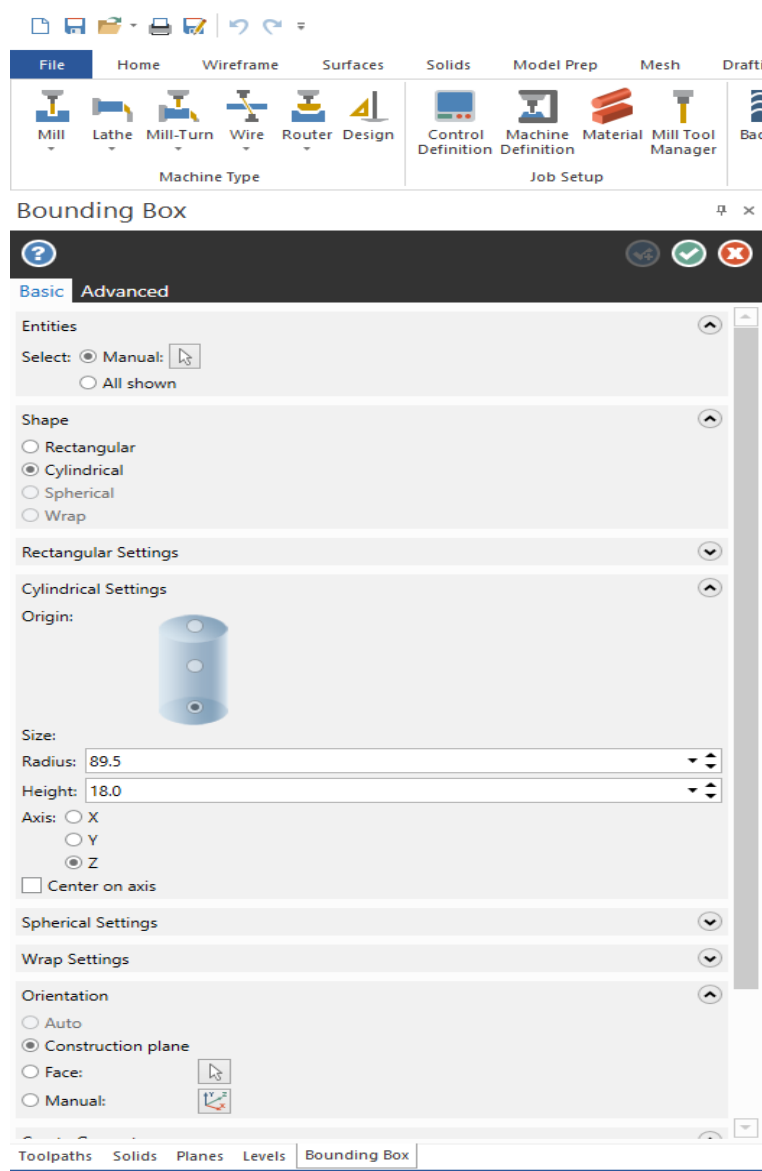 File Home Wireframe Surfaces Solids Model Prep Mesh Drafti
Mill Lathe Mill-Turn Wire Router Design Control Definition Machine Definition Material Mill Tool Manager Bac
Machine Type Job Setup
Bounding Box
Basic Advanced
Entities
Select: Manual:
All shown
Shape
Rectangular
Cylindrical
Spherical
Wrap
Rectangular Settings
Cylindrical Settings
Origin:
Size:
Radius: 89.5
Height: 18.0
Axis: X
Y
Z
Center on axis
Spherical Settings
Wrap Settings
Orientation
Auto
Construction plane
Face:
Manual:
Toolpaths Solids Planes Levels Bounding Box